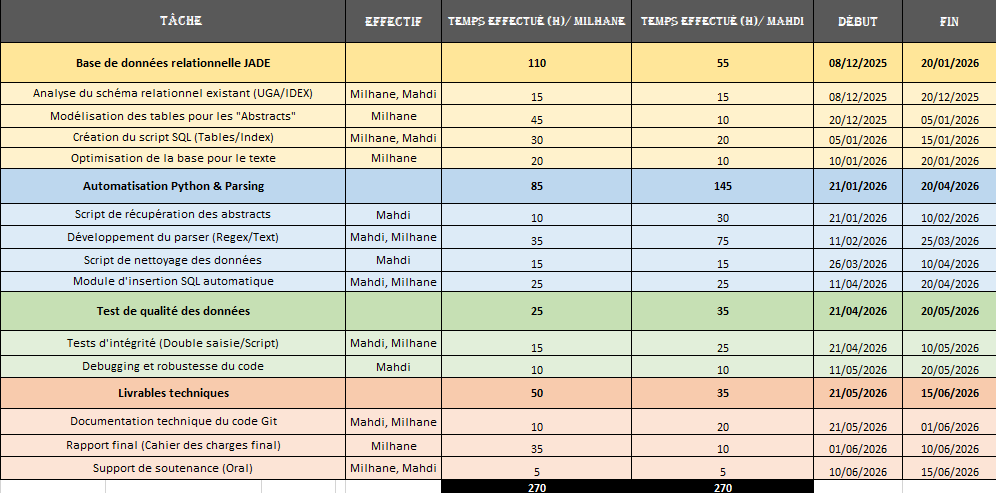 TÂCHE EFFECTIF TEMPS EFFECTUÉ (H)/ MILHANE TEMPS EFFECTUÉ (H)/ MAHDI DÉBUT FIN
Base de données relationnelle JADE 110 55 08/12/2025 20/01/2026
Analyse du schéma relationnel existant (UGA/IDEX) Milhane, Mahdi 15 15 08/12/2025 20/12/2025
Modélisation des tables pour les "Abstracts" Milhane 45 10 20/12/2025 05/01/2026
Création du script SQL (Tables/Index) Milhane, Mahdi 30 20 05/01/2026 15/01/2026
Optimisation de la base pour le texte Milhane 20 10 10/01/2026 20/01/2026
Automatisation Python & Parsing 85 145 21/01/2026 20/04/2026
Script de récupération des abstracts Mahdi 10 30 21/01/2026 10/02/2026
Développement du parser (Regex/Text) Mahdi, Milhane 35 75 11/02/2026 25/03/2026
Script de nettoyage des données Mahdi 15 15 26/03/2026 10/04/2026
Module d'insertion SQL automatique Mahdi, Milhane 25 25 11/04/2026 20/04/2026
Test de qualité des données 25 35 21/04/2026 20/05/2026
Tests d'intégrité (Double saisie/Script) Mahdi, Milhane 15 25 21/04/2026 10/05/2026
Debugging et robustesse du code Mahdi 10 10 11/05/2026 20/05/2026
Livrables techniques 50 35 21/05/2026 15/06/2026
Documentation technique du code Git Mahdi, Milhane 10 20 21/05/2026 01/06/2026
Rapport final (Cahier des charges final) Milhane 35 10 01/06/2026 10/06/2026
Support de soutenance (Oral) Milhane, Mahdi 5 5 10/06/2026 15/06/2026
270 270